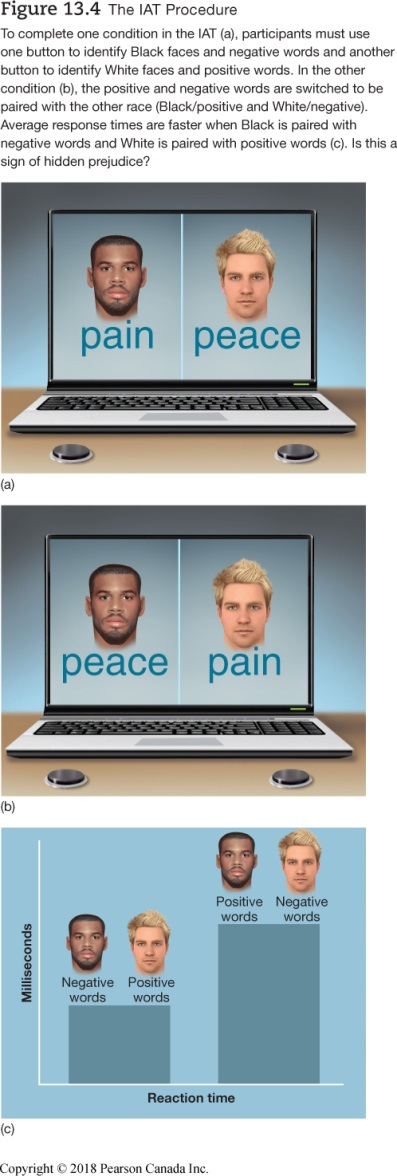 Figure 13.4 The IAT Procedure
To complete one condition in the IAT (a), participants must use
one button to identify Black faces and negative words and another
button to identify White faces and positive words. In the other
condition (b), the positive and negative words are switched to be
paired with the other race (Black/positive and White/negative).
Average response times are faster when Black is paired with
negative words and White is paired with positive words (c). Is this a
sign of hidden prejudice?
pain peace
(a)
peace pain
(b)
Positive words
Negative words
Negative words
Positive words
Milliseconds
Reaction time
(c)
Copyright © 2018 Pearson Canada Inc.